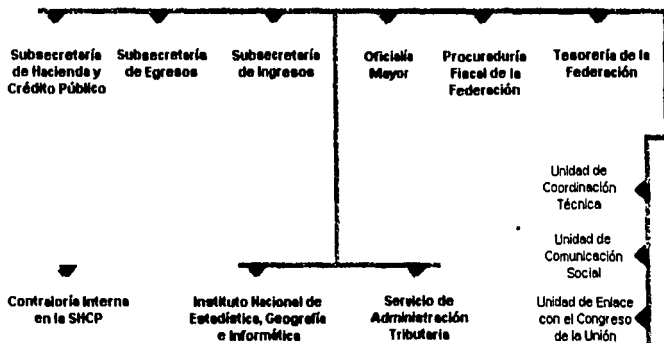 Subsecretaría
de Hacienda y
Crédito Público
Subsecretaría
de Egresos
Subsecretaría
de Ingresos
Oficialía
Mayor
Procuraduría
Fiscal de la
Federación
Tesorería de la
Federación
Unidad de
Coordinación
Técnica
Unidad de
Comunicación
Social
Contraloría Interna
en la SHCP
Instituto Nacional de
Estadística, Geografía
e Informática
Servicio de
Administración
Tributaria
Unidad de Enlace
con el Congreso
de la Unión